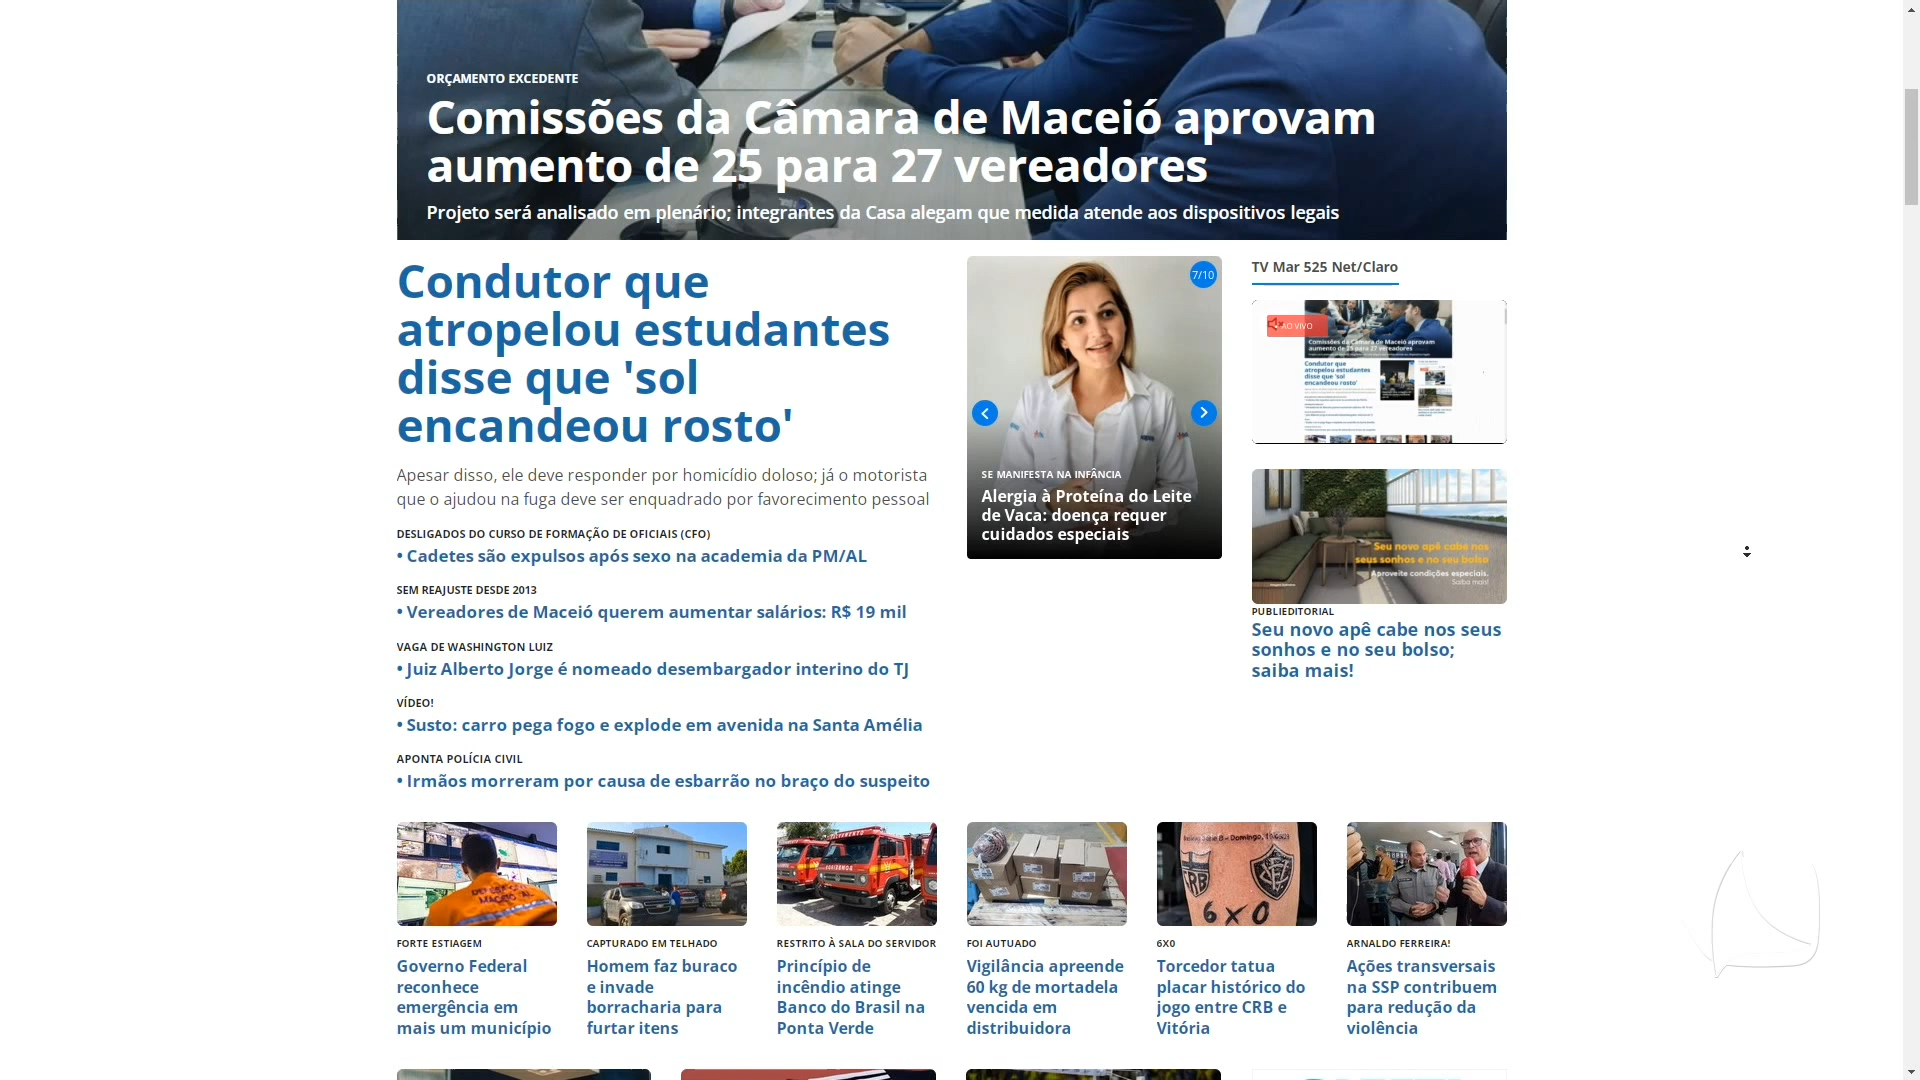 ORÇAMENTO EXCEDENTE
Comissões da Câmara de Maceió aprovam
aumento de 25 para 27 vereadores
Projeto será analisado em plenário; integrantes da Casa alegam que medida atende aos dispositivos legais
Condutor que
atropelou estudantes
disse que 'sol
encandeou rosto'
Apesar disso, ele deve responder por homicídio doloso; já o motorista
que o ajudou na fuga deve ser enquadrado por favorecimento pessoal
DESLIGADOS DO CURSO DE FORMAÇÃO DE OFICIAIS (CFO)
• Cadetes são expulsos após sexo na academia da PM/AL
SEM REAJUSTE DESDE 2013
• Vereadores de Maceió querem aumentar salários: R$ 19 mil
VAGA DE WASHINGTON LUIZ
• Juiz Alberto Jorge é nomeado desembargador interino do TJ
VÍDEO!
• Susto: carro pega fogo e explode em avenida na Santa Amélia
APONTA POLÍCIA CIVIL
• Irmãos morreram por causa de esbarrão no braço do suspeito
7/10
SE MANIFESTA NA INFÂNCIA
Alergia à Proteína do Leite
de Vaca: doença requer
cuidados especiais
TV Mar 525 Net/Claro
AO VIVO
Comissões da Câmara de Maceió aprovam
aumento de 25 para 27 vereadores
Condutor que
atropelou estudantes
disse que 'sol
encandeou rosto'
Seu novo apê cabe nos
seus sonhos e no seu bolso
Aproveite condições especiais.
Saiba mais!
PUBLIEDITORIAL
Seu novo apê cabe nos seus
sonhos e no seu bolso;
saiba mais!
FORTE ESTIAGEM
Governo Federal
reconhece
emergência em
mais um município
CAPTURADO EM TELHADO
Homem faz buraco
e invade
borracharia para
furtar itens
RESTRITO À SALA DO SERVIDOR
Princípio de
incêndio atinge
Banco do Brasil na
Ponta Verde
FOI AUTUADO
Vigilância apreende
60 kg de mortadela
vencida em
distribuidora
CRB
6 X 0
6X0
Torcedor tatua
placar histórico do
jogo entre CRB e
Vitória
ARNALDO FERREIRA!
Ações transversais
na SSP contribuem
para redução da
violência